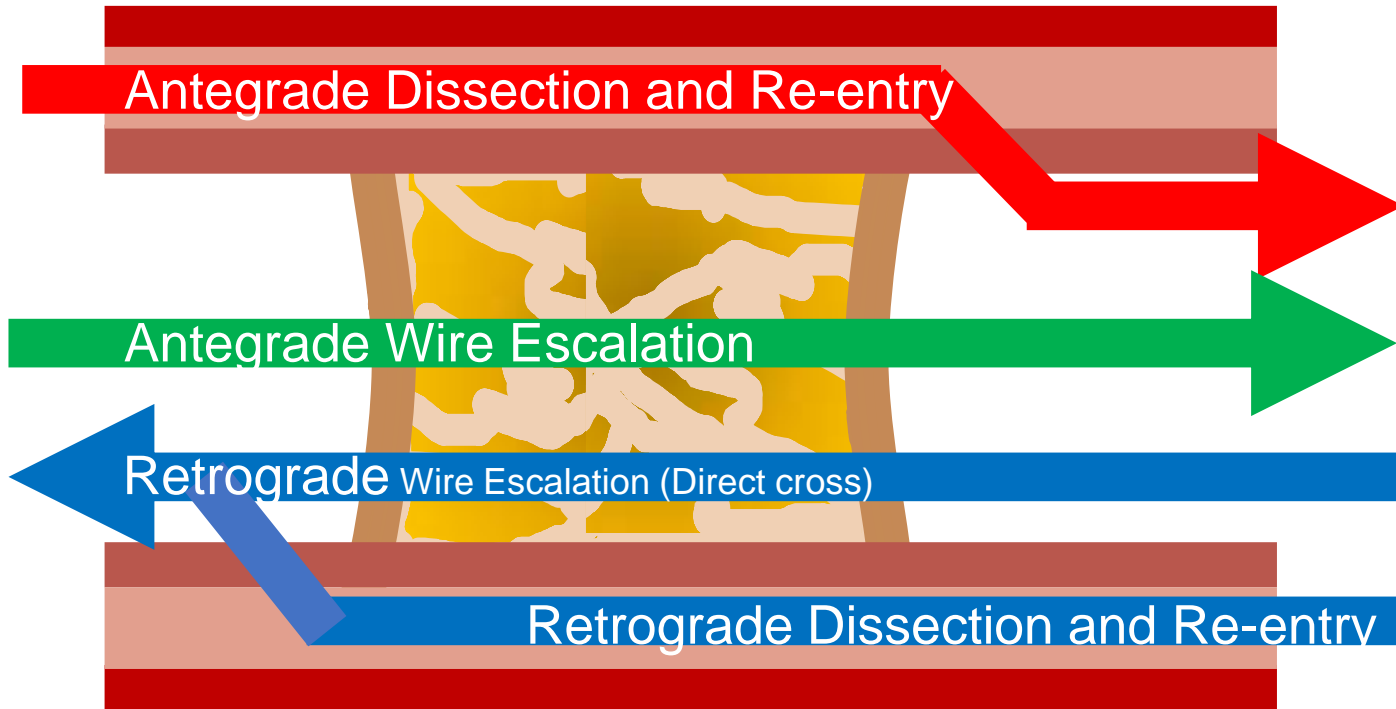 Antegrade Dissection and Re-entry
Antegrade Wire Escalation
Retrograde Wire Escalation (Direct cross)
Retrograde Dissection and Re-entry